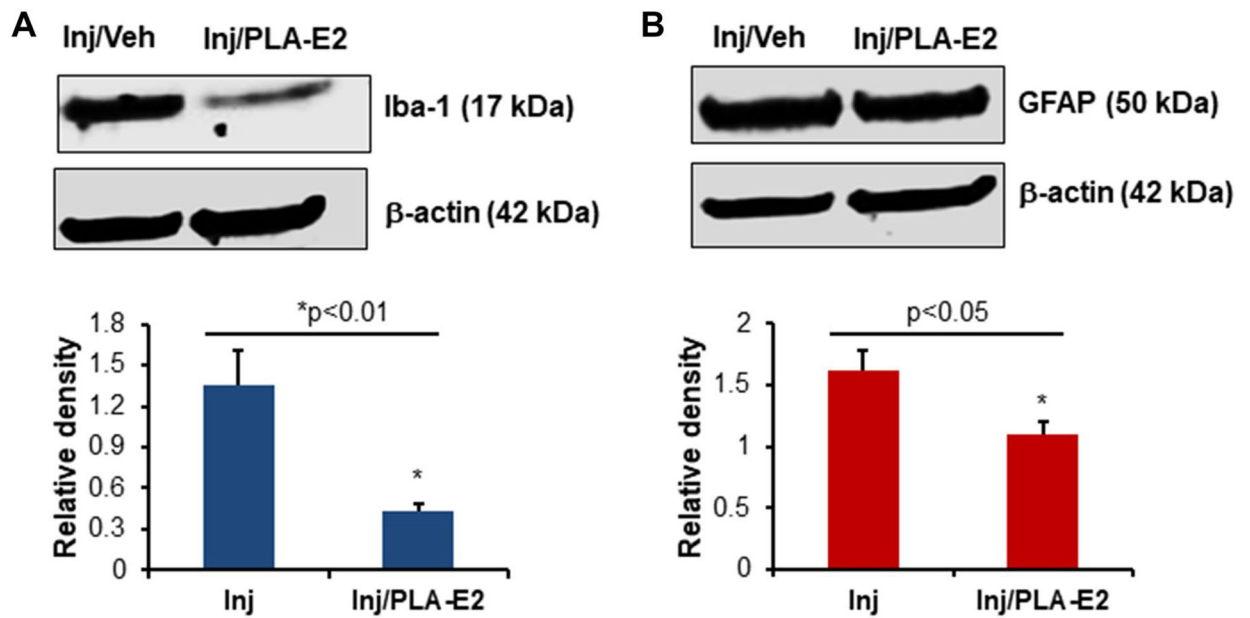 A
Inj/Veh Inj/PLA-E2
Iba-1 (17 kDa)
β-actin (42 kDa)
*p<0.01
1.8
1.5
1.2
0.9
0.6
0.3
0
Relative density
*
Inj Inj/PLA-E2
B
Inj/Veh Inj/PLA-E2
GFAP (50 kDa)
β-actin (42 kDa)
p<0.05
2
1.5
1
0.5
0
Relative density
*
Inj Inj/PLA-E2